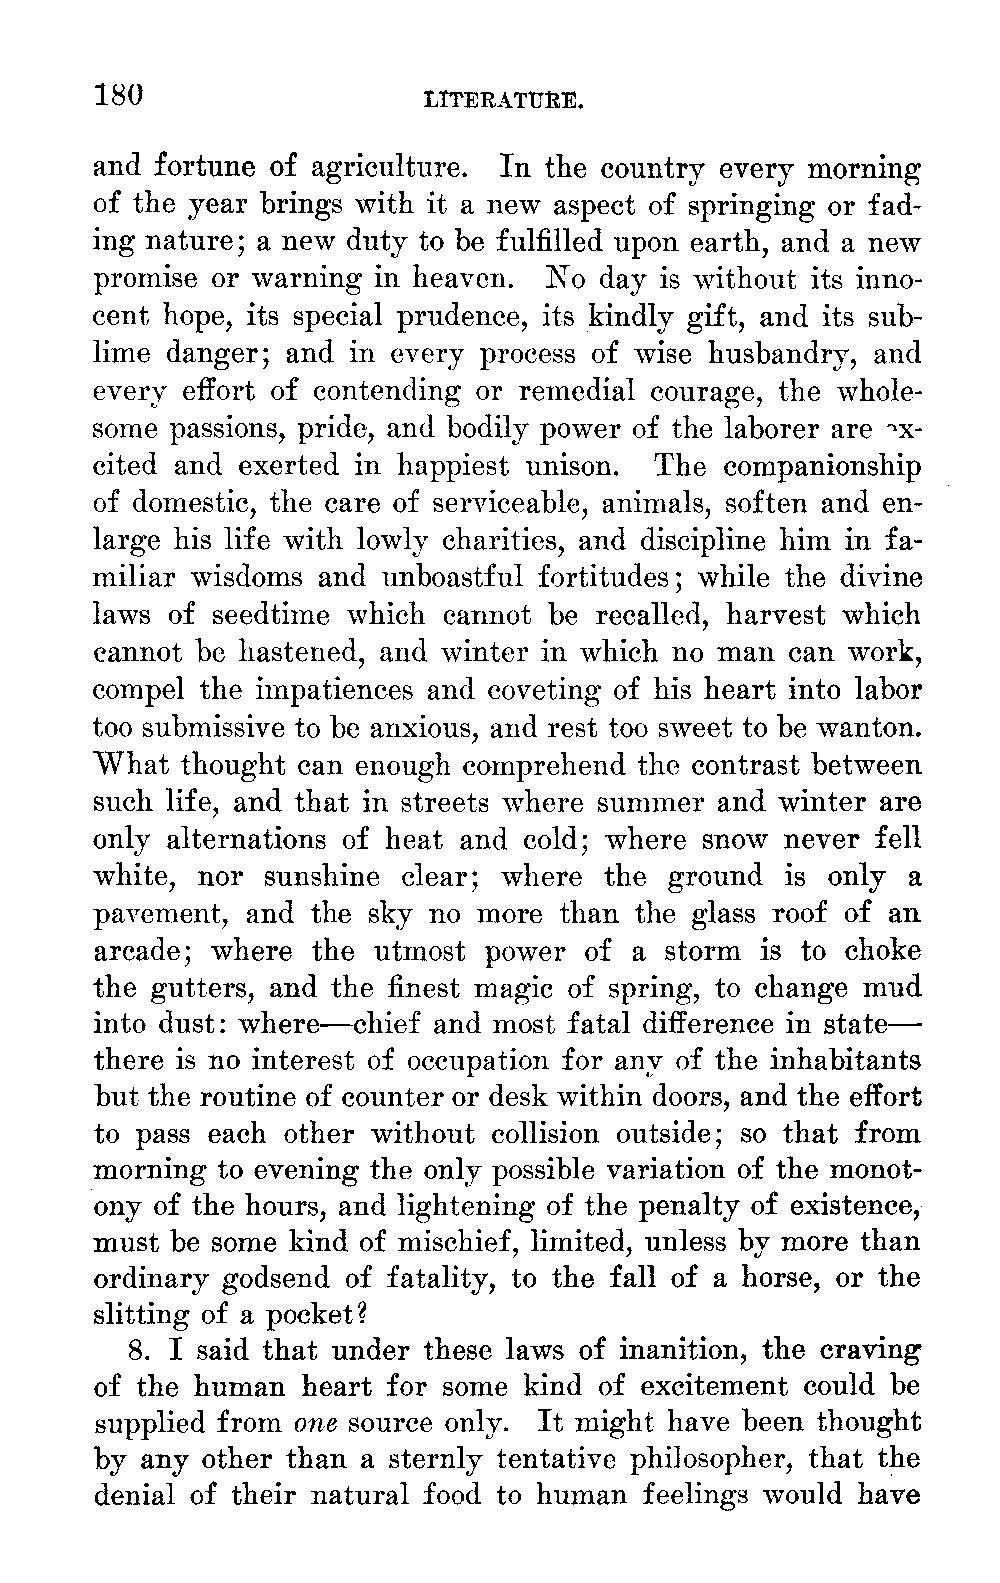 180 LITERATURE.
and fortune of agriculture. In the country every morning
of the year brings with it a new aspect of springing or fad-
ing nature; a new duty to be fulfilled upon earth, and a new
promise or warning in heaven. No day is without its inno-
cent hope, its special prudence, its kindly gift, and its sub-
lime danger; and in every process of wise husbandry, and
every effort of contending or remedial courage, the whole-
some passions, pride, and bodily power of the laborer are ex-
cited and exerted in happiest unison. The companionship
of domestic, the care of serviceable, animals, soften and en-
large his life with lowly charities, and discipline him in fa-
miliar wisdoms and unboastful fortitudes; while the divine
laws of seedtime which cannot be recalled, harvest which
cannot be hastened, and winter in which no man can work,
compel the impatiences and coveting of his heart into labor
too submissive to be anxious, and rest too sweet to be wanton.
What thought can enough comprehend the contrast between
such life, and that in streets where summer and winter are
only alternations of heat and cold; where snow never fell
white, nor sunshine clear; where the ground is only a
pavement, and the sky no more than the glass roof of an
arcade; where the utmost power of a storm is to choke
the gutters, and the finest magic of spring, to change mud
into dust: where—chief and most fatal difference in state—
there is no interest of occupation for any of the inhabitants
but the routine of counter or desk within doors, and the effort
to pass each other without collision outside; so that from
morning to evening the only possible variation of the monot-
ony of the hours, and lightening of the penalty of existence,
must be some kind of mischief, limited, unless by more than
ordinary godsend of fatality, to the fall of a horse, or the
slitting of a pocket?
8. I said that under these laws of inanition, the craving
of the human heart for some kind of excitement could be
supplied from one source only. It might have been thought
by any other than a sternly tentative philosopher, that the
denial of their natural food to human feelings would have